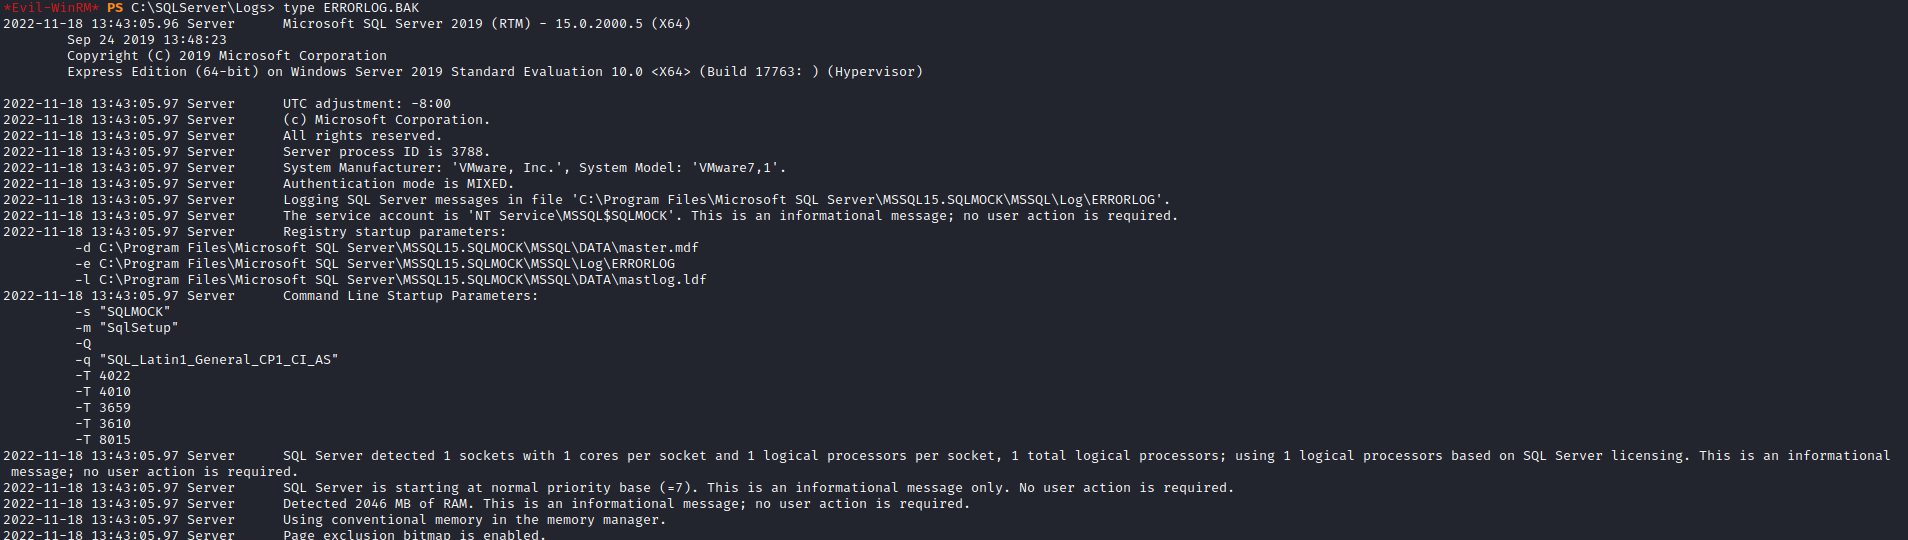 *Evil-WinRM* PS C:\SQLServer\Logs> type ERRORLOG.BAK
2022-11-18 13:43:05.96 Server      Microsoft SQL Server 2019 (RTM) - 15.0.2000.5 (X64)
        Sep 24 2019 13:48:23
        Copyright (C) 2019 Microsoft Corporation
        Express Edition (64-bit) on Windows Server 2019 Standard Evaluation 10.0 <X64> (Build 17763: ) (Hypervisor)
2022-11-18 13:43:05.97 Server      UTC adjustment: -8:00
2022-11-18 13:43:05.97 Server      (c) Microsoft Corporation.
2022-11-18 13:43:05.97 Server      All rights reserved.
2022-11-18 13:43:05.97 Server      Server process ID is 3788.
2022-11-18 13:43:05.97 Server      System Manufacturer: 'VMware, Inc.', System Model: 'VMware7,1'.
2022-11-18 13:43:05.97 Server      Authentication mode is MIXED.
2022-11-18 13:43:05.97 Server      Logging SQL Server messages in file 'C:\Program Files\Microsoft SQL Server\MSSQL15.SQLMOCK\MSSQL\Log\ERRORLOG'.
2022-11-18 13:43:05.97 Server      The service account is 'NT Service\MSSQL$SQLMOCK'. This is an informational message; no user action is required.
2022-11-18 13:43:05.97 Server      Registry startup parameters:
         -d C:\Program Files\Microsoft SQL Server\MSSQL15.SQLMOCK\MSSQL\DATA\master.mdf
         -e C:\Program Files\Microsoft SQL Server\MSSQL15.SQLMOCK\MSSQL\Log\ERRORLOG
         -l C:\Program Files\Microsoft SQL Server\MSSQL15.SQLMOCK\MSSQL\DATA\mastlog.ldf
2022-11-18 13:43:05.97 Server      Command Line Startup Parameters:
         -s "SQLMOCK"
         -m "SqlSetup"
         -Q
         -q "SQL_Latin1_General_CP1_CI_AS"
         -T 4022
         -T 4010
         -T 3659
         -T 3610
         -T 8015
2022-11-18 13:43:05.97 Server      SQL Server detected 1 sockets with 1 cores per socket and 1 logical processors per socket, 1 total logical processors; using 1 logical processors based on SQL Server licensing. This is an informational
 message; no user action is required.
2022-11-18 13:43:05.97 Server      SQL Server is starting at normal priority base (=7). This is an informational message only. No user action is required.
2022-11-18 13:43:05.97 Server      Detected 2046 MB of RAM. This is an informational message; no user action is required.
2022-11-18 13:43:05.97 Server      Using conventional memory in the memory manager.
2022-11-18 13:43:05.97 Server      Page exclusion bitmap is enabled.